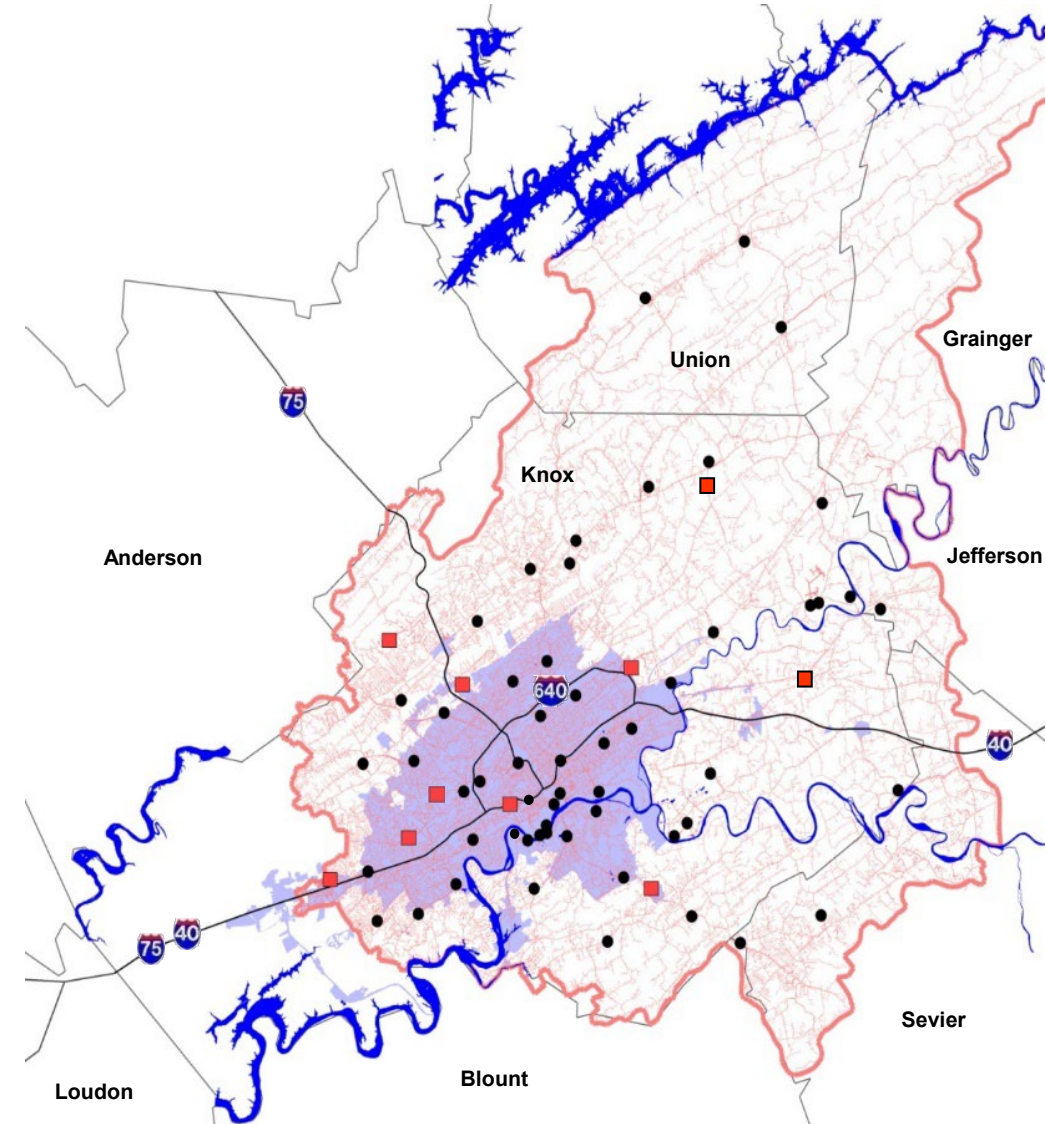 Grainger
Union
75
Knox
Anderson
Jefferson
640
40
75
40
Sevier
Blount
Loudon